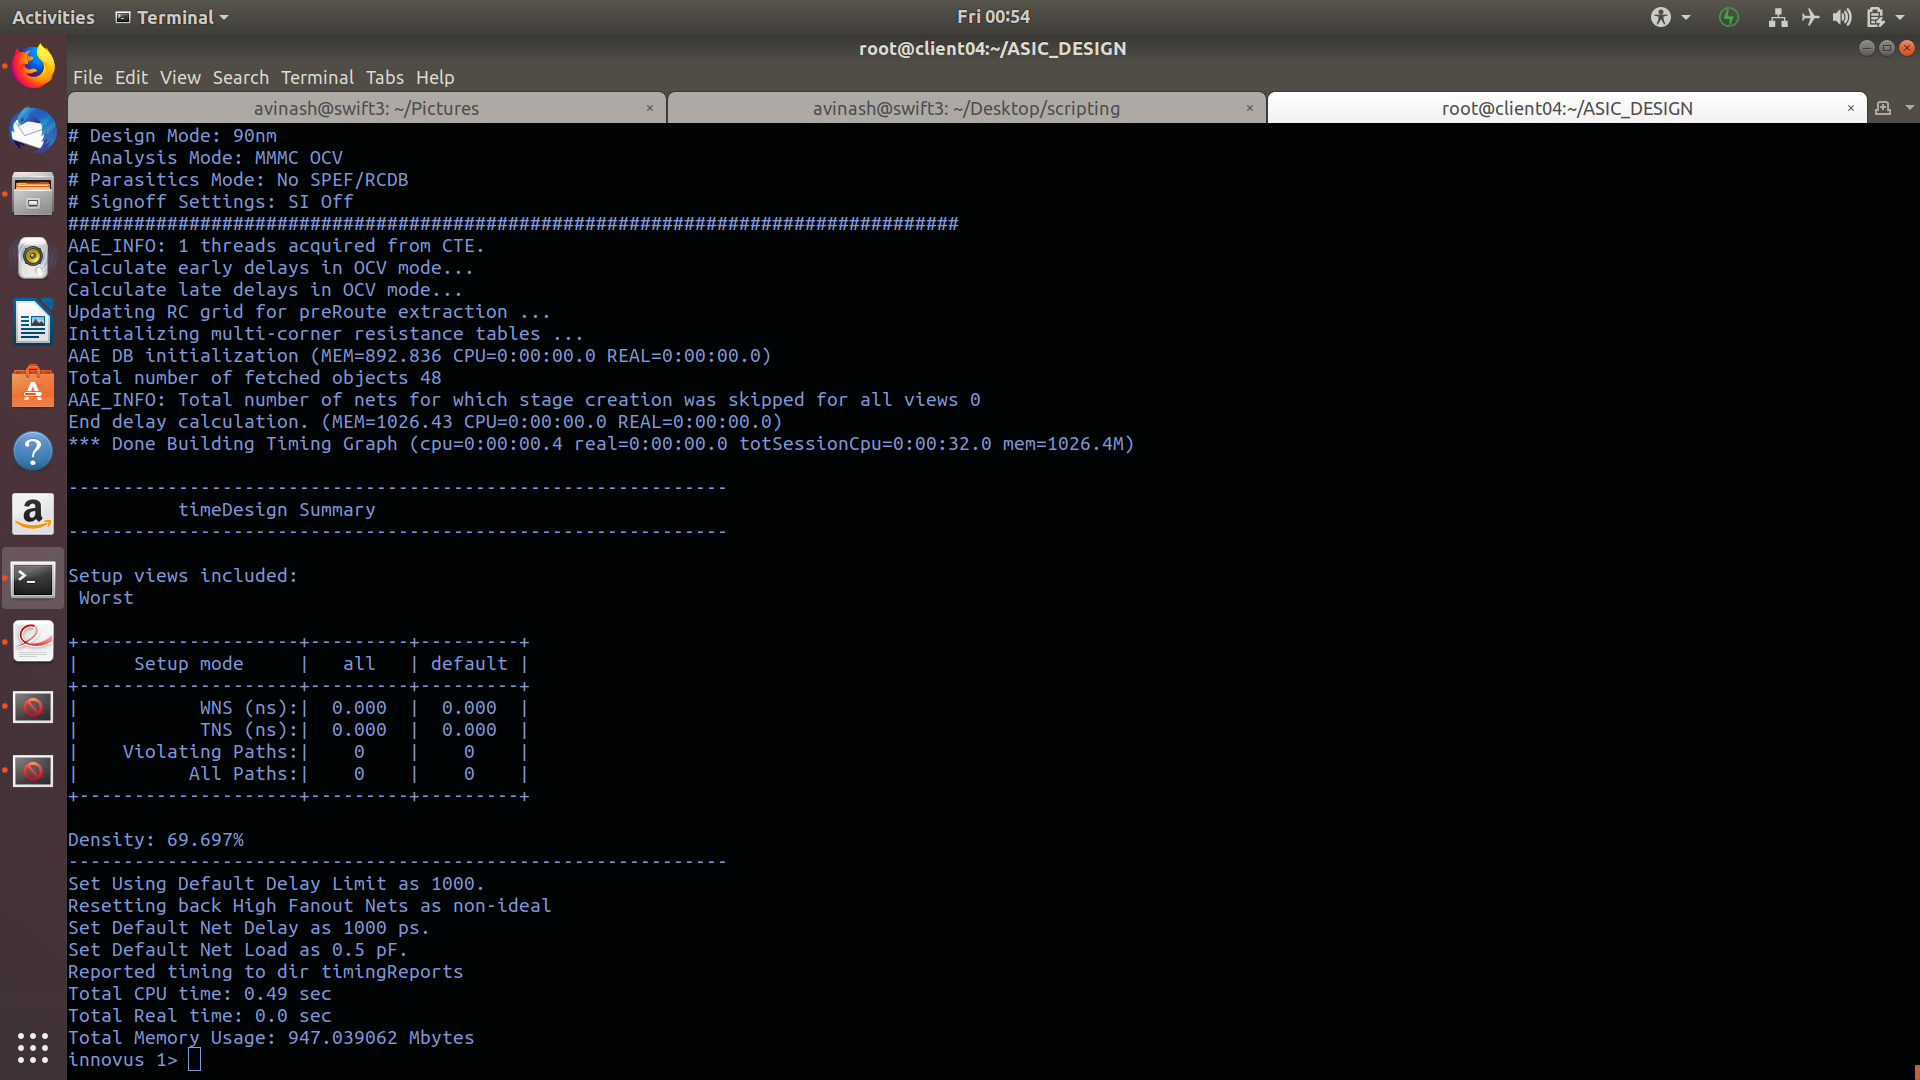 Activities Terminal Fri 00:54
root@client04:~/ASIC_DESIGN
File Edit View Search Terminal Tabs Help
avinash@swift3: ~/Pictures × avinash@swift3: ~/Desktop/scripting × root@client04:~/ASIC_DESIGN ×
# Design Mode: 90nm
# Analysis Mode: MMMC OCV
# Parasitics Mode: No SPEF/RCDB
# Signoff Settings: SI Off
#################################################################################
AAE_INFO: 1 threads acquired from CTE.
Calculate early delays in OCV mode...
Calculate late delays in OCV mode...
Updating RC grid for preRoute extraction ...
Initializing multi-corner resistance tables ...
AAE DB initialization (MEM=892.836 CPU=0:00:00.0 REAL=0:00:00.0)
Total number of fetched objects 48
AAE_INFO: Total number of nets for which stage creation was skipped for all views 0
End delay calculation. (MEM=1026.43 CPU=0:00:00.0 REAL=0:00:00.0)
*** Done Building Timing Graph (cpu=0:00:00.4 real=0:00:00.0 totSessionCpu=0:00:32.0 mem=1026.4M)
------------------------------------------------------------
          timeDesign Summary
------------------------------------------------------------
Setup views included:
 Worst
+--------------------+---------+---------+
|     Setup mode     |   all   | default |
+--------------------+---------+---------+
|           WNS (ns):|  0.000  |  0.000  |
|           TNS (ns):|  0.000  |  0.000  |
|    Violating Paths:|    0    |    0    |
|          All Paths:|    0    |    0    |
+--------------------+---------+---------+
Density: 69.697%
------------------------------------------------------------
Set Using Default Delay Limit as 1000.
Resetting back High Fanout Nets as non-ideal
Set Default Net Delay as 1000 ps.
Set Default Net Load as 0.5 pF.
Reported timing to dir timingReports
Total CPU time: 0.49 sec
Total Real time: 0.0 sec
Total Memory Usage: 947.039062 Mbytes
innovus 1>